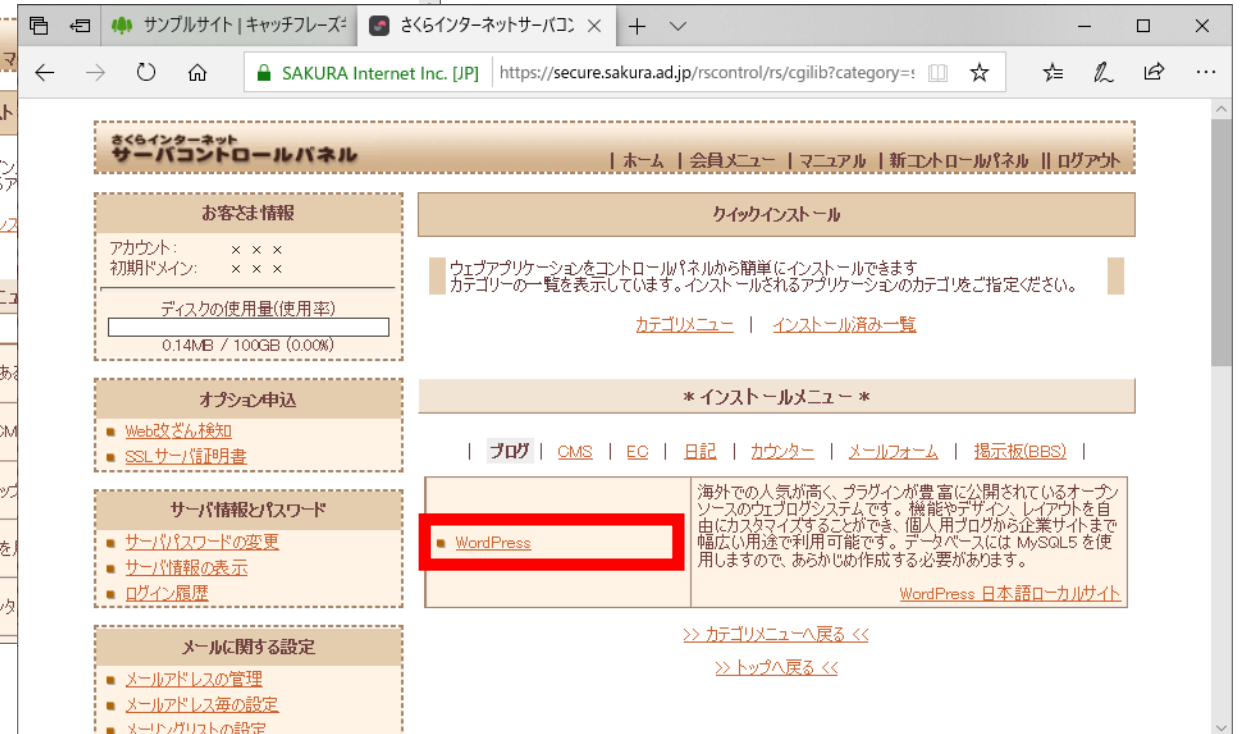 サンプルサイト | キャッチフレーズ
さくらインターネットサーバコン
SAKURA Internet Inc. [JP]
https://secure.sakura.ad.jp/rscontrol/rs/cgilib?category=s
さくらインターネット
サーバコントロールパネル
| ホーム | 会員メニュー | マニュアル | 新コントロールパネル || ログアウト
お客さま情報
アカウント: × × ×
初期ドメイン: × × ×
ディスクの使用量(使用率)
0.14MB / 100GB (0.00%)
オプション申込
Web改ざん検知
SSLサーバ証明書
サーバ情報とパスワード
サーバパスワードの変更
サーバ情報の表示
ログイン履歴
メールに関する設定
メールアドレスの管理
メールアドレス毎の設定
メーリングリストの設定
クイックインストール
ウェブアプリケーションをコントロールパネルから簡単にインストールできます
カテゴリーの一覧を表示しています。インストールされるアプリケーションのカテゴリをご指定ください。
カテゴリメニュー | インストール済み一覧
* インストールメニュー *
| ブログ | CMS | EC | 日記 | カウンター | メールフォーム | 掲示板(BBS) |
WordPress
海外での人気が高く、プラグインが豊富に公開されているオープン
ソースのウェブログシステムです。機能やデザイン、レイアウトを自
由にカスタマイズすることができ、個人用ブログから企業サイトまで
幅広い用途で利用可能です。データベースには MySQL5 を使
用しますので、あらかじめ作成する必要があります。
WordPress 日本語ローカルサイト
>> カテゴリメニューへ戻る <<
>> トップへ戻る <<